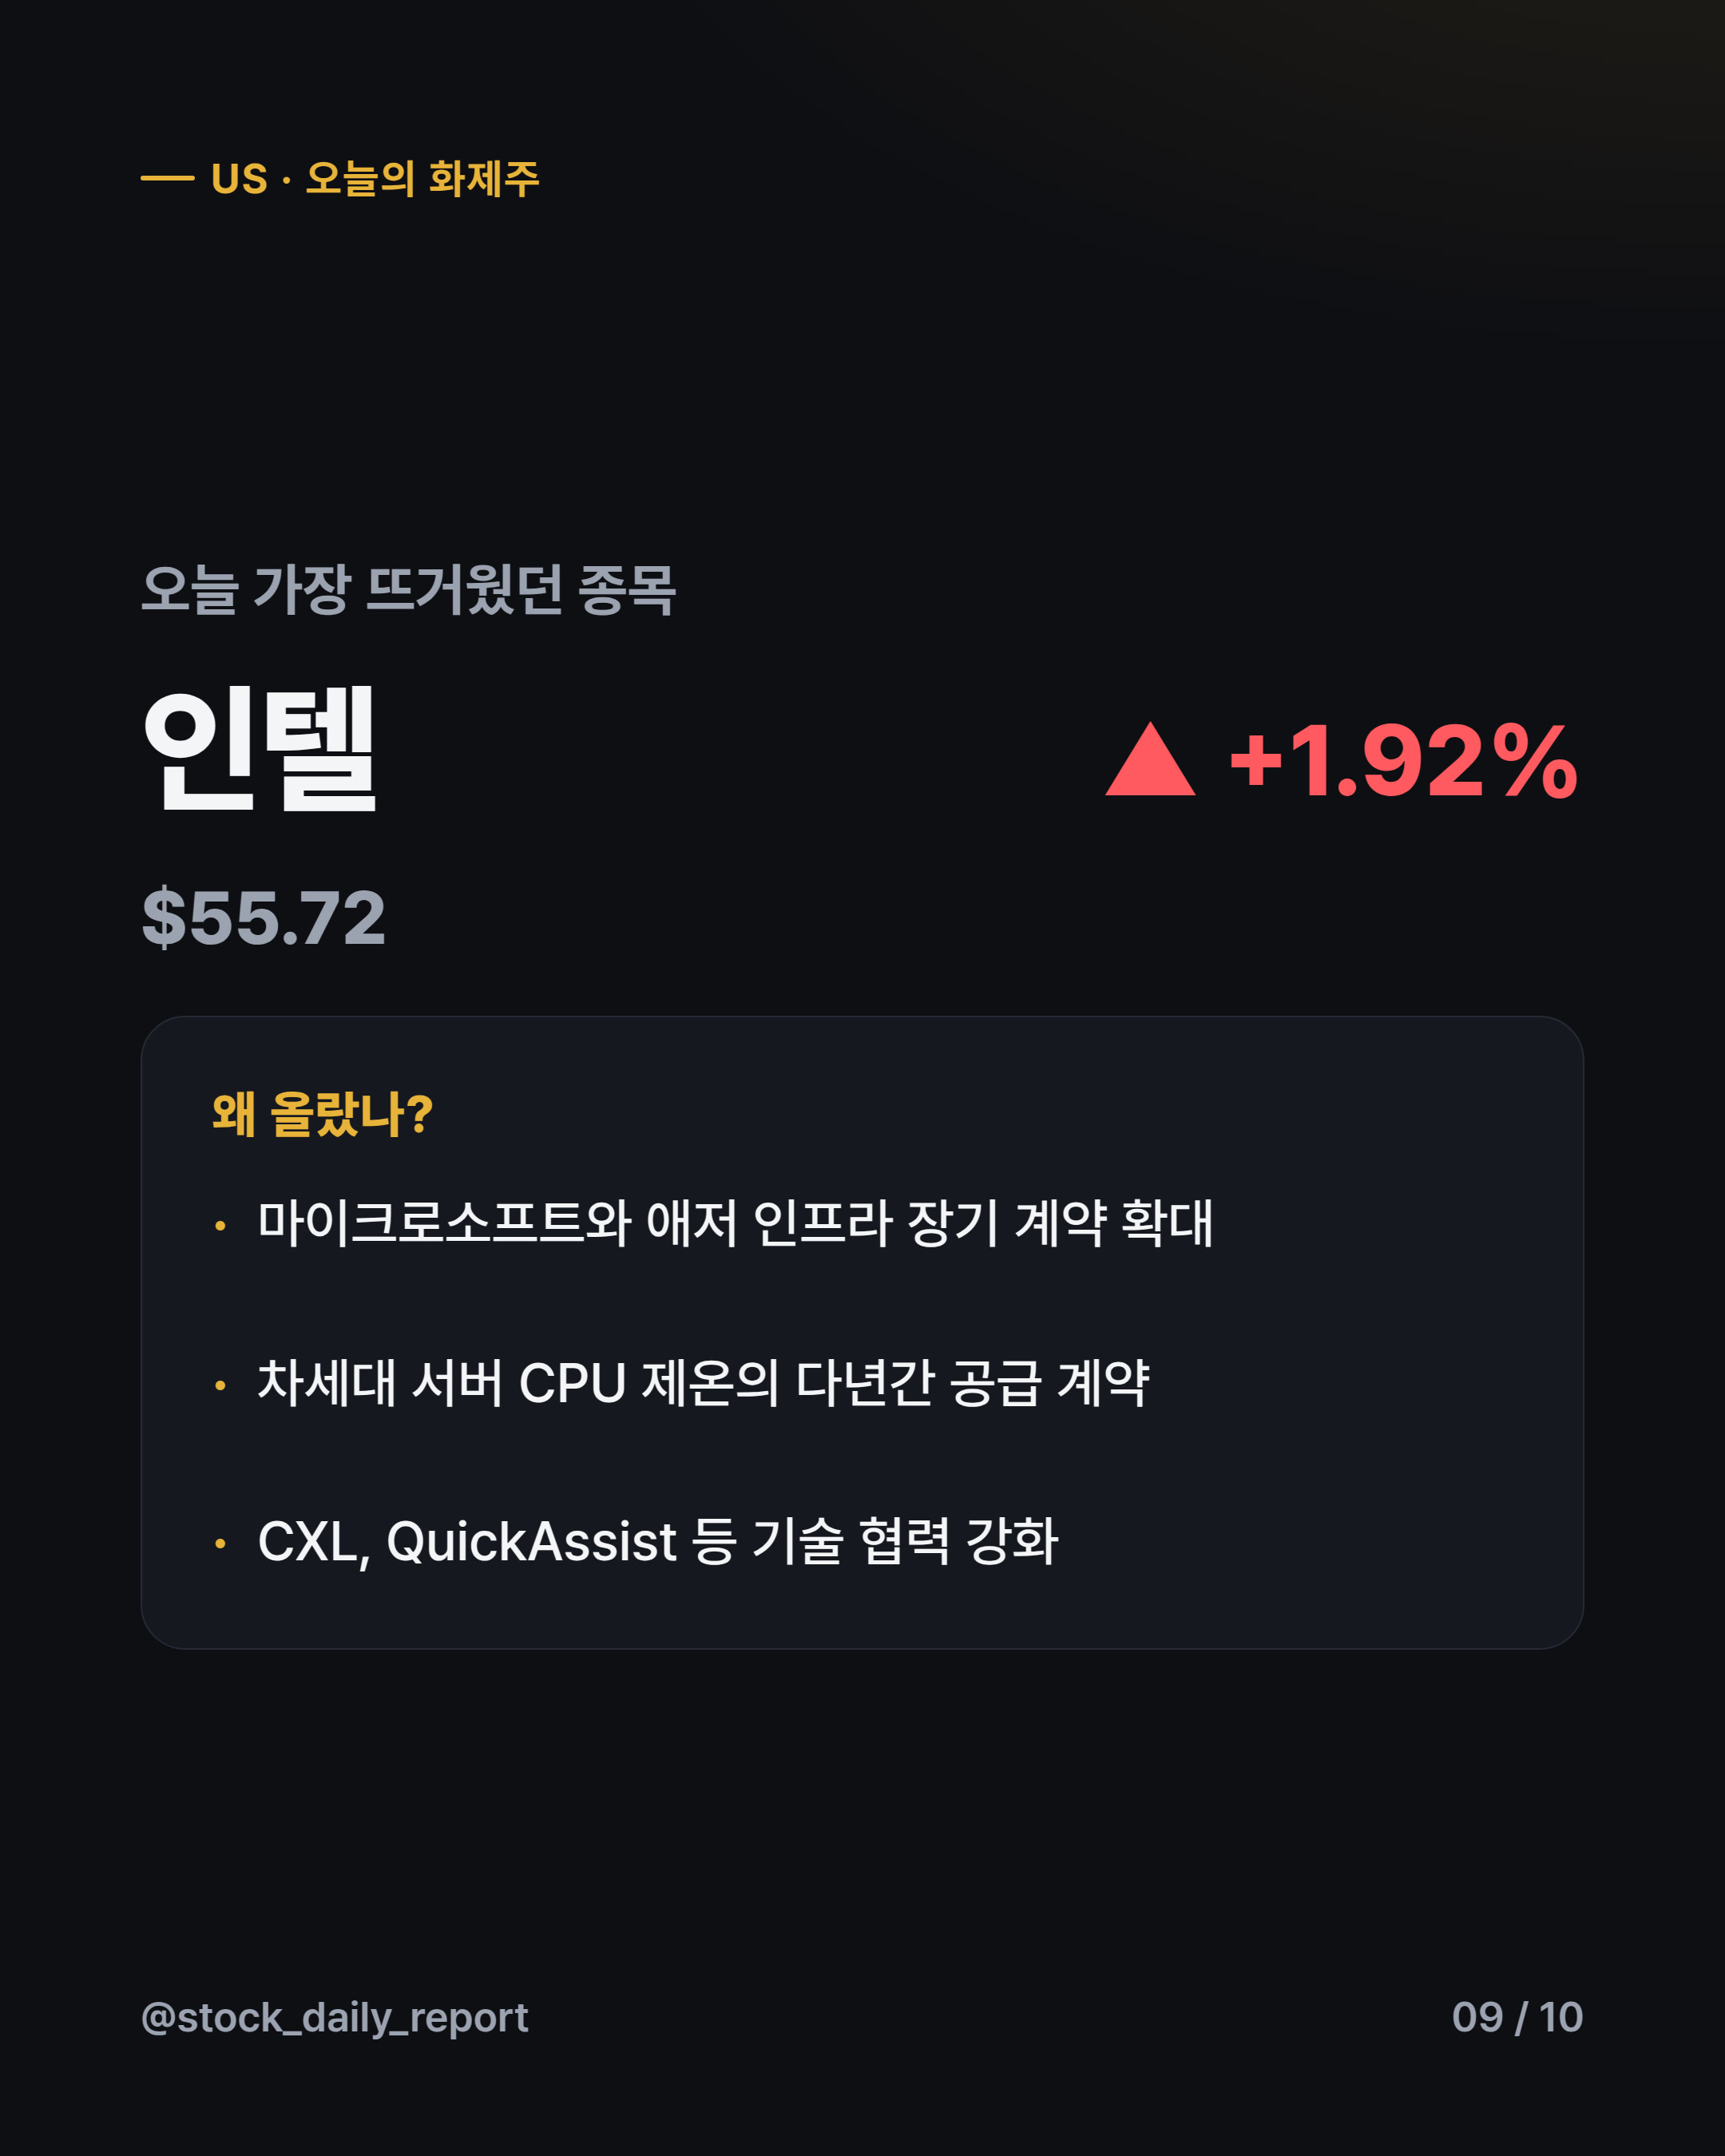 US · 오늘의 화제주
오늘 가장 뜨거웠던 종목
인텔
▲ +1.92%
$55.72
왜 올랐나?
• 마이크로소프트와 애저 인프라 장기 계약 확대
• 차세대 서버 CPU 제온의 다년간 공급 계약
• CXL, QuickAssist 등 기술 협력 강화
@stock_daily_report
09 / 10